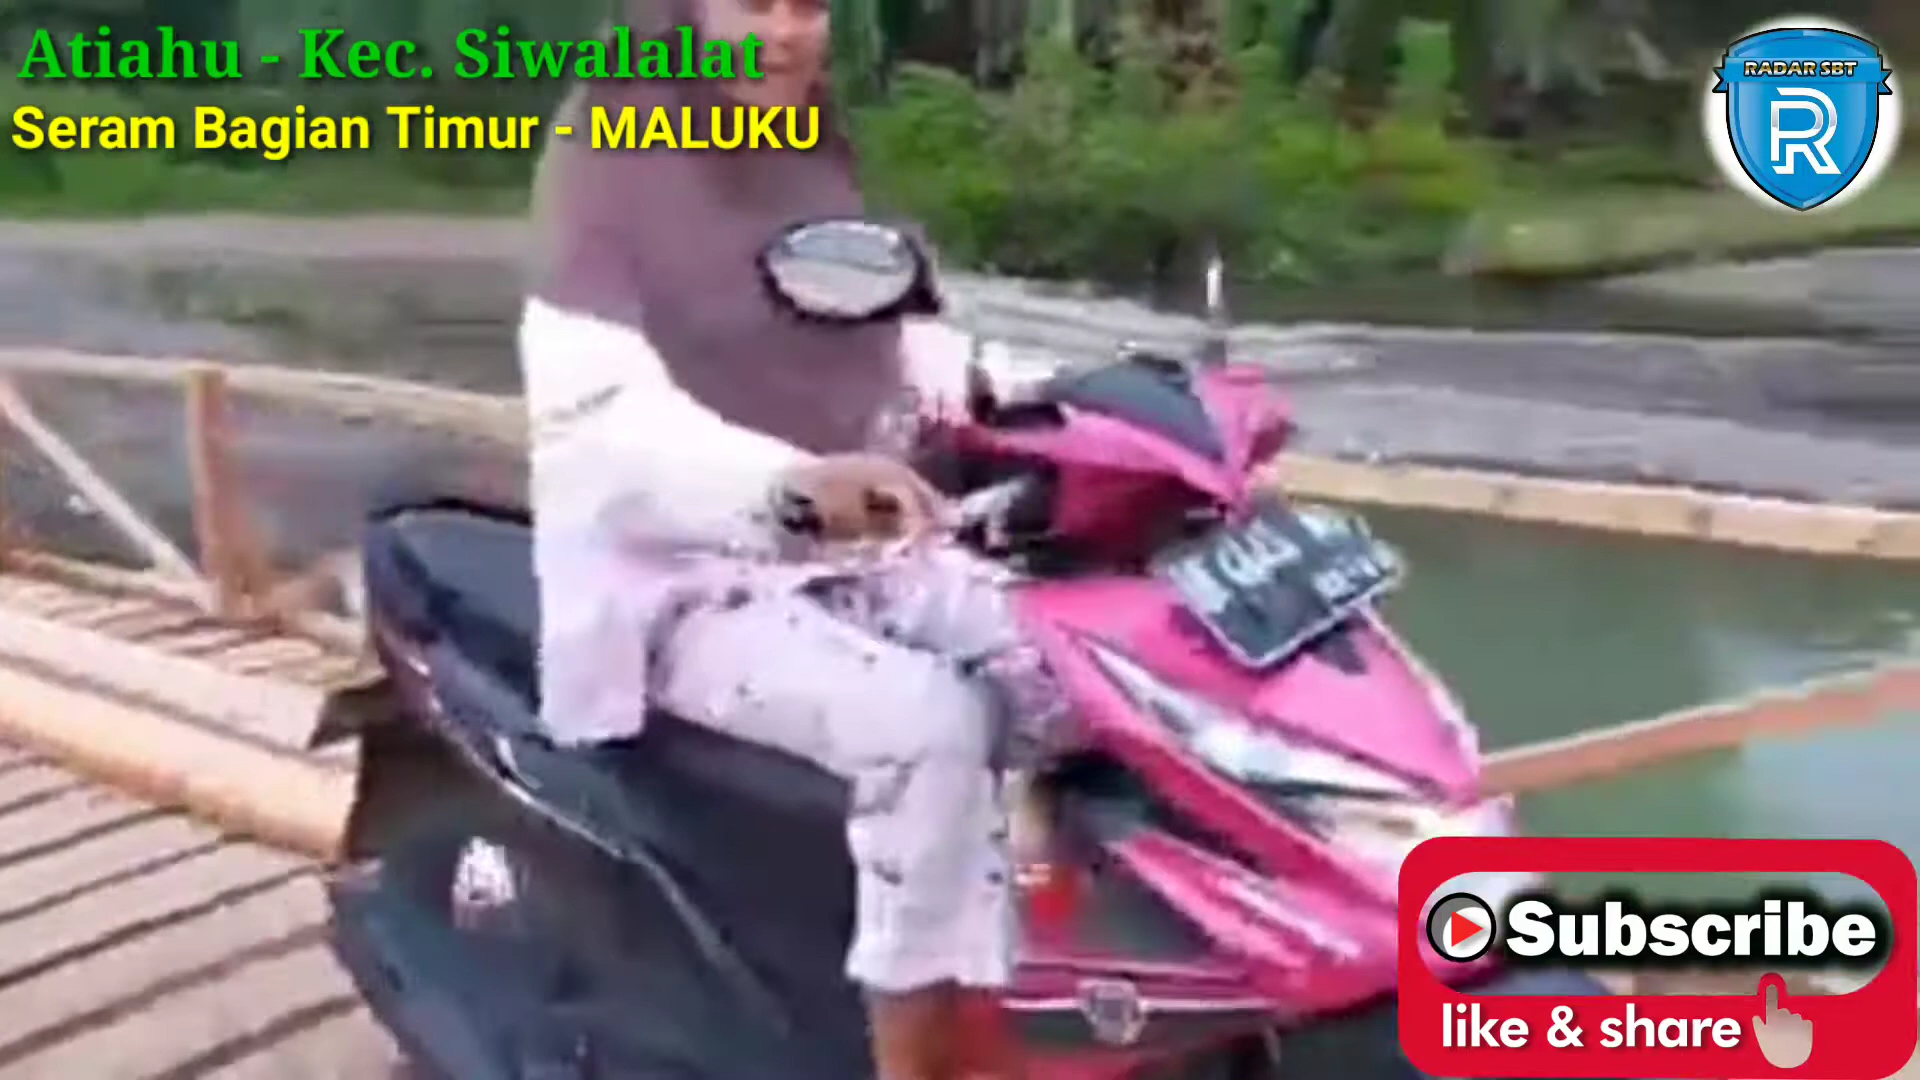 Atiahu - Kec. Siwalalat
Seram Bagian Timur - MALUKU
RADAR SBT
R
Subscribe
like & share